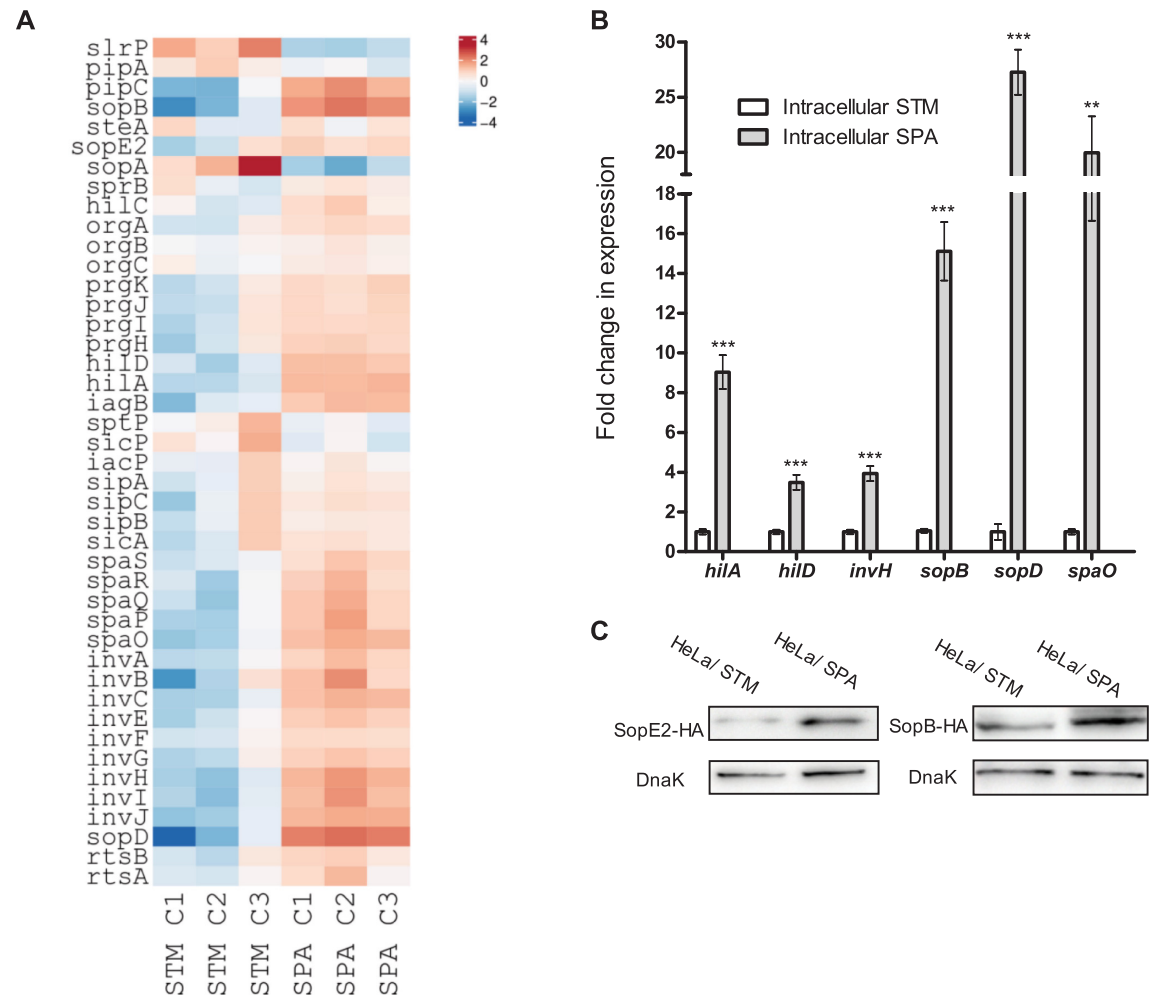 A
slrP
pipA
pipC
sopB
steA
sopE2
sopA
sprB
hilC
orgA
orgB
orgC
prgK
prgJ
prgI
prgH
hilD
hilA
iagB
sptP
sicP
iacP
sipA
sipC
sipB
sicA
spaS
spaR
spaQ
spaP
spaO
invA
invB
invC
invE
invF
invG
invH
invI
invJ
sopD
rtsB
rtsA
STM C1
STM C2
STM C3
SPA C1
SPA C2
SPA C3
4
2
0
−2
−4
B
Fold change in expression
30
25
20
18
16
14
12
10
8
6
4
2
0
Intracellular STM
Intracellular SPA
***
***
***
***
***
**
hilA hilD invH sopB sopD spaO
C
HeLa/ STM HeLa/ SPA
SopE2-HA
DnaK
HeLa/ STM HeLa/ SPA
SopB-HA
DnaK